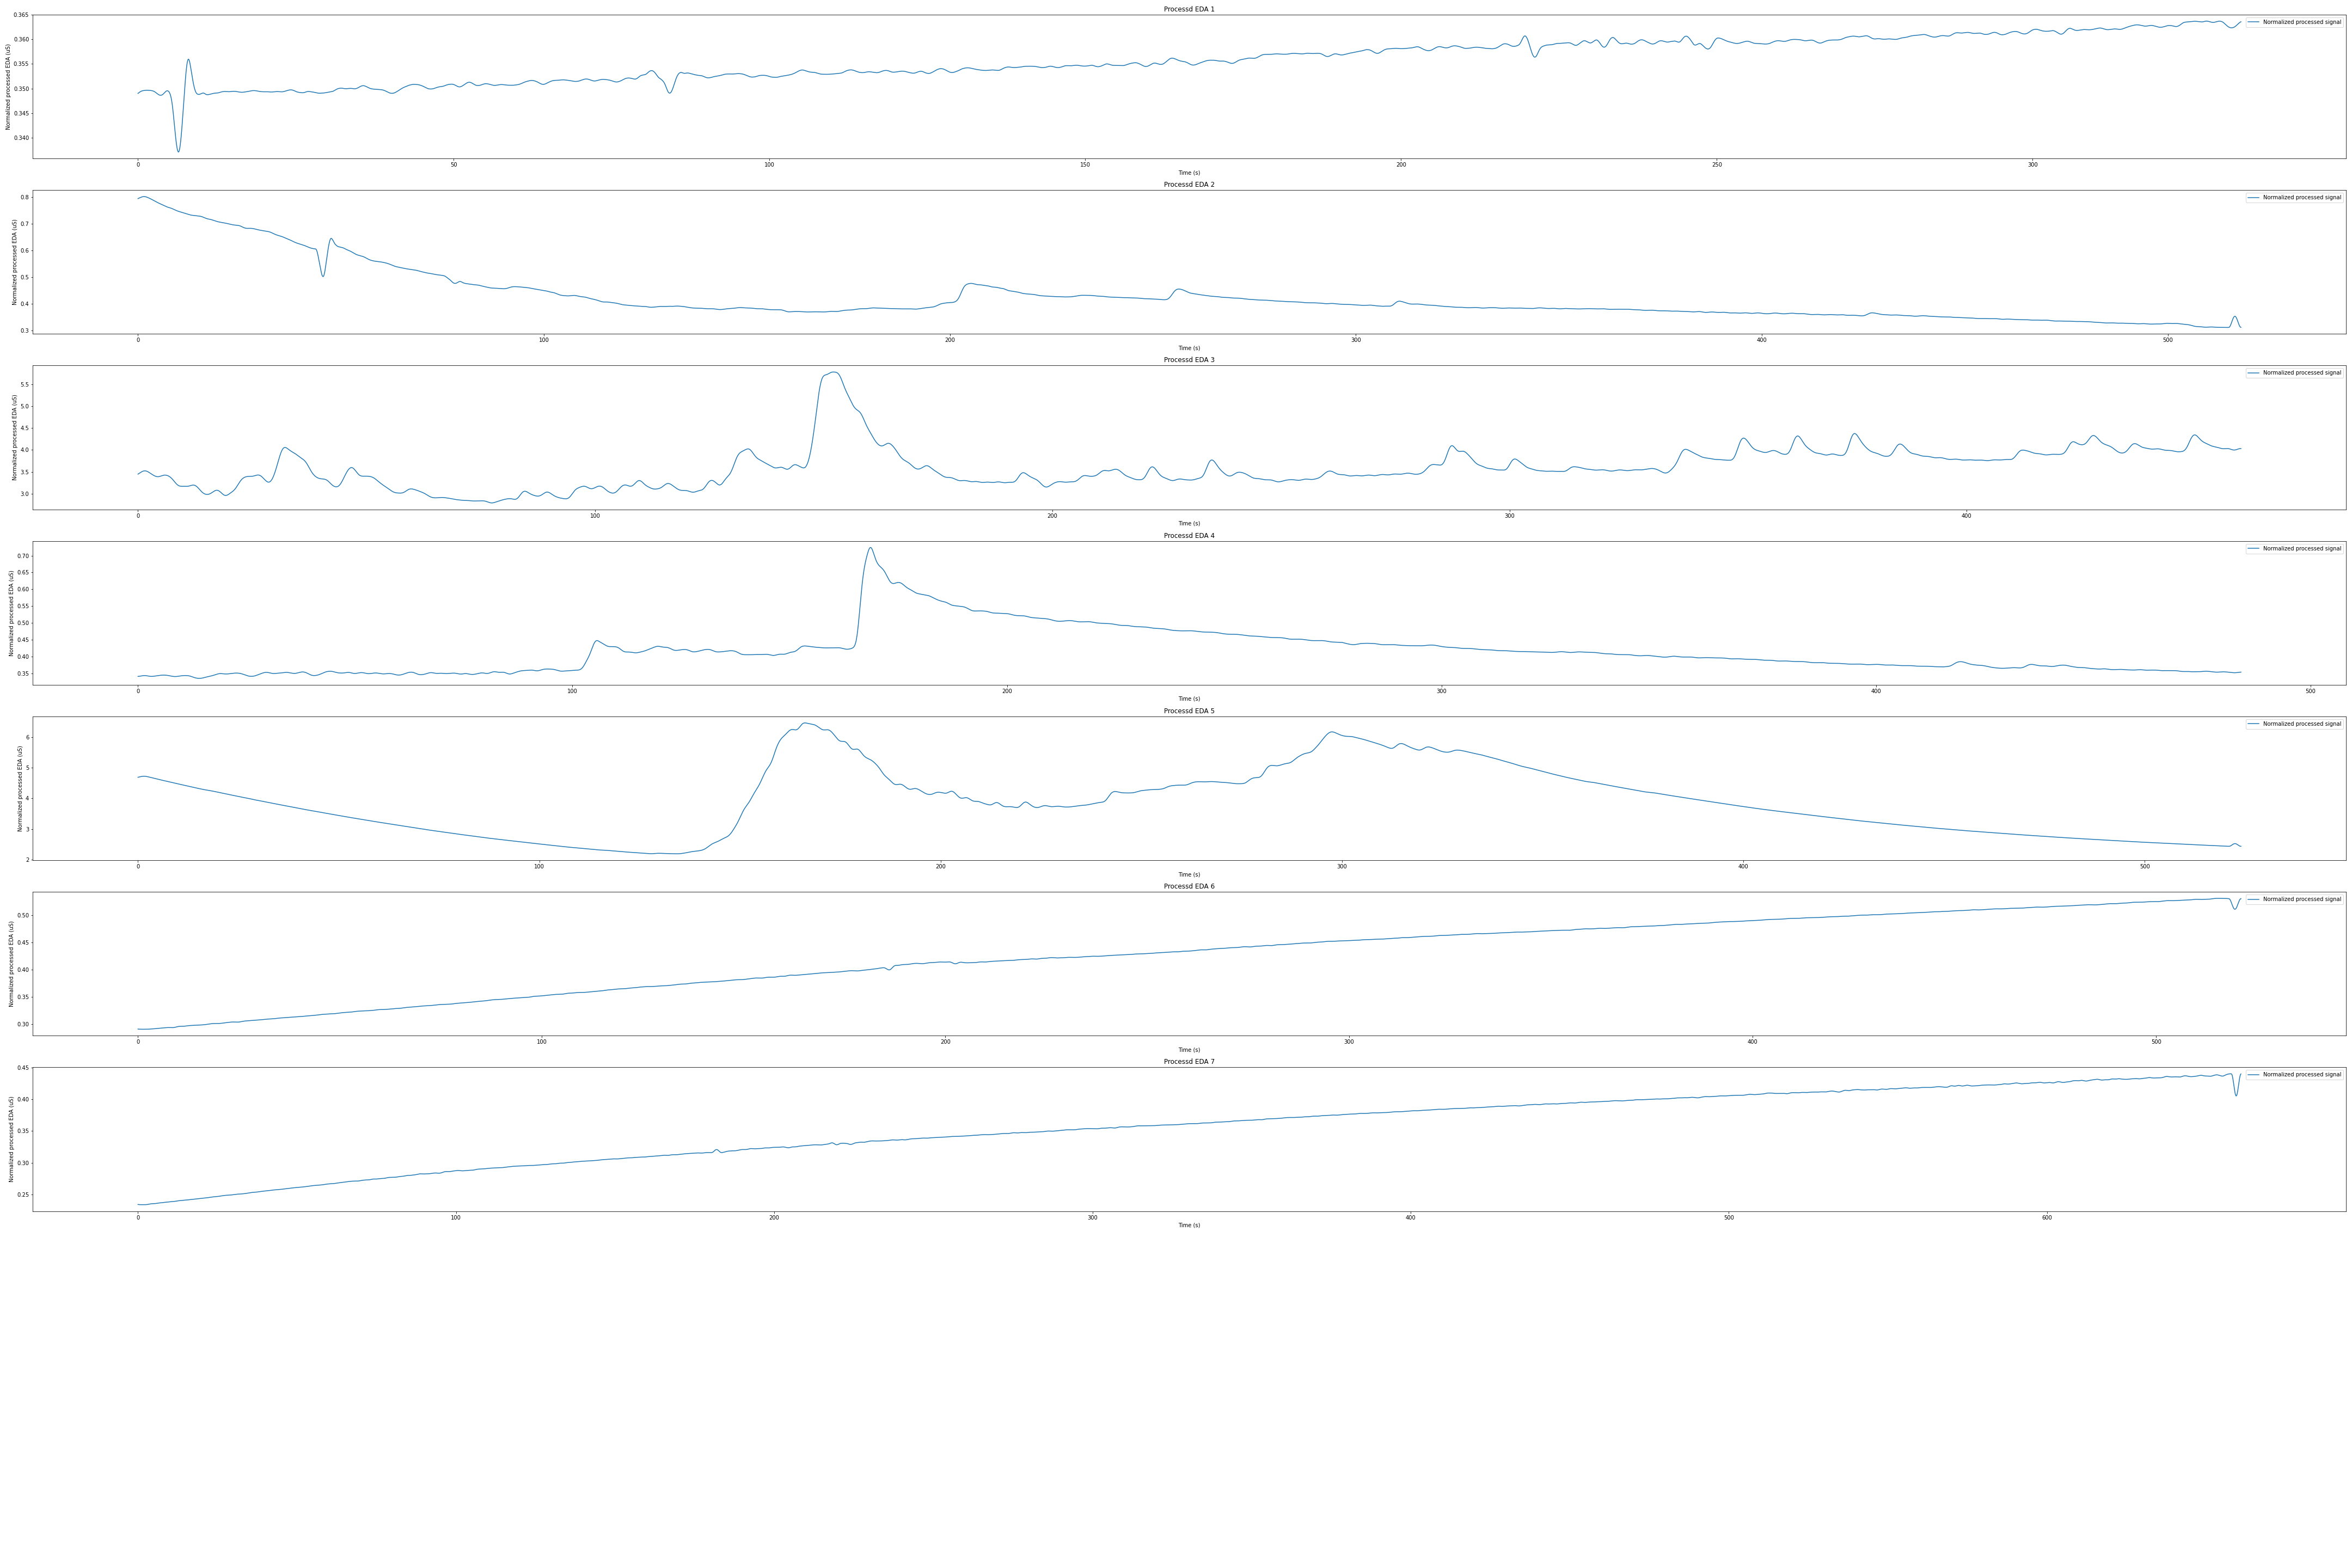 Processd EDA 1
Normalized processed signal
Normalized processed EDA (uS)
0.365
0.360
0.355
0.350
0.345
0.340
0 50 100 150 200 250 300
Time (s)
Processd EDA 2
Normalized processed signal
Normalized processed EDA (uS)
0.8
0.7
0.6
0.5
0.4
0.3
0 100 200 300 400 500
Time (s)
Processd EDA 3
Normalized processed signal
Normalized processed EDA (uS)
5.5
5.0
4.5
4.0
3.5
3.0
0 100 200 300 400
Time (s)
Processd EDA 4
Normalized processed signal
Normalized processed EDA (uS)
0.70
0.65
0.60
0.55
0.50
0.45
0.40
0.35
0 100 200 300 400 500
Time (s)
Processd EDA 5
Normalized processed signal
Normalized processed EDA (uS)
6
5
4
3
2
0 100 200 300 400 500
Time (s)
Processd EDA 6
Normalized processed signal
Normalized processed EDA (uS)
0.50
0.45
0.40
0.35
0.30
0 100 200 300 400 500
Time (s)
Processd EDA 7
Normalized processed signal
Normalized processed EDA (uS)
0.45
0.40
0.35
0.30
0.25
0 100 200 300 400 500 600
Time (s)